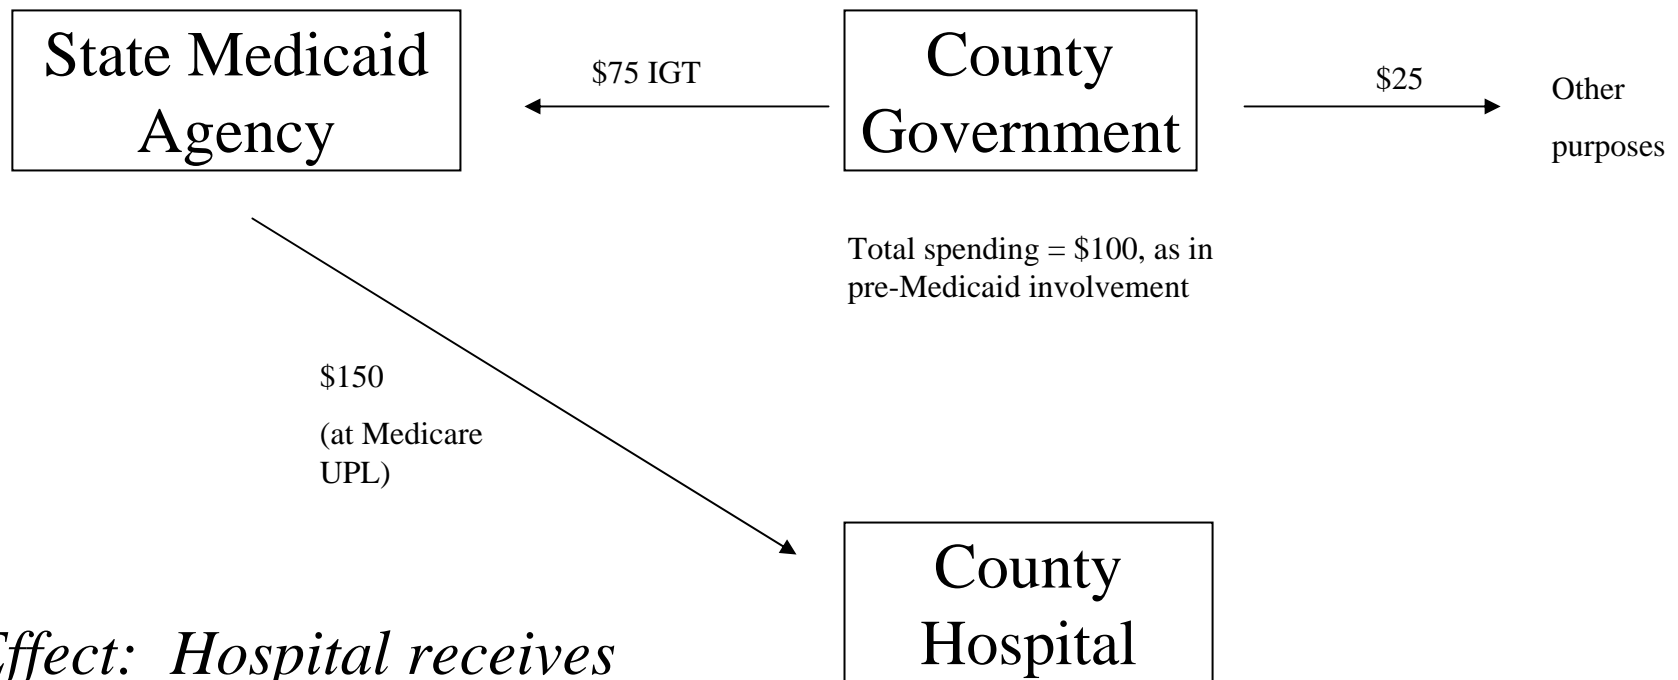 State Medicaid
Agency
$75 IGT
County
Government
$25
Other
purposes
Total spending = $100, as in
pre-Medicaid involvement
$150
(at Medicare
UPL)
County
Hospital
Effect: Hospital receives